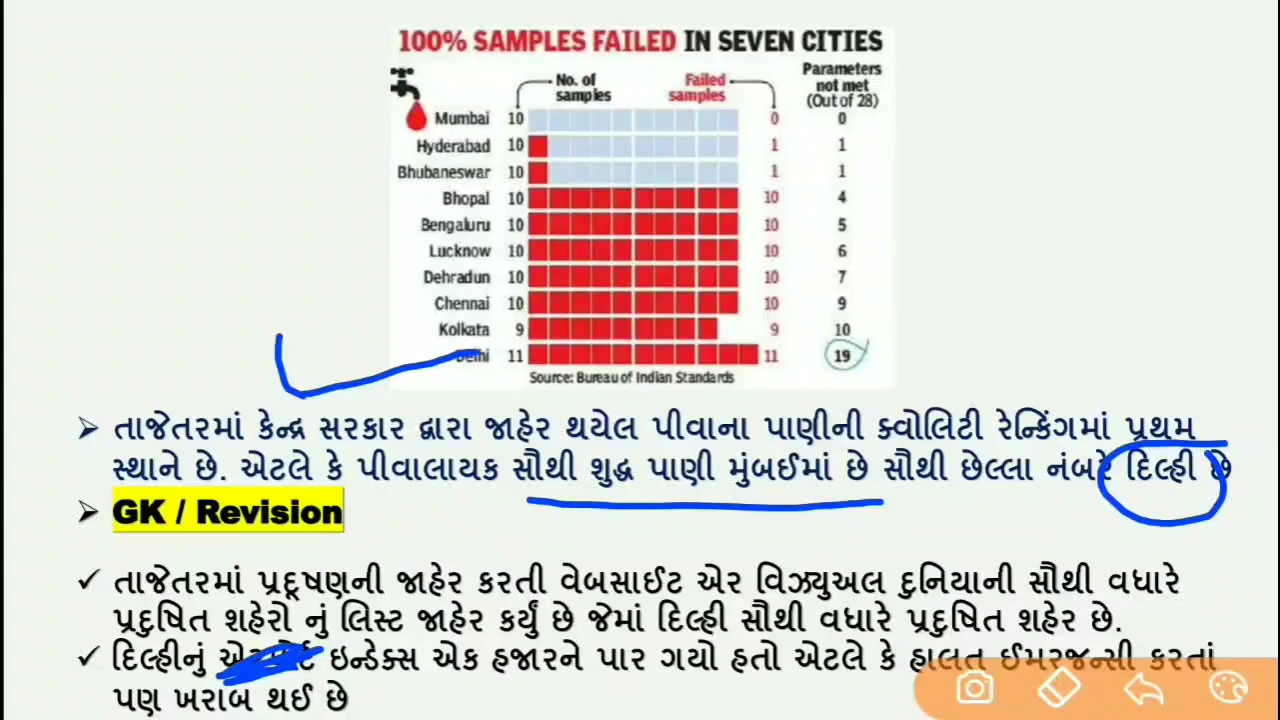 100% SAMPLES FAILED IN SEVEN CITIES
No. of samples Failed samples Parameters not met (Out of 28)
Mumbai 10 0 0
Hyderabad 10 1 1
Bhubaneswar 10 1 1
Bhopal 10 10 4
Bengaluru 10 10 5
Lucknow 10 10 6
Dehradun 10 10 7
Chennai 10 10 9
Kolkata 9 9 10
Delhi 11 11 19
Source: Bureau of Indian Standards
➢ તાજેતરમાં કેન્દ્ર સરકાર દ્વારા જાહેર થયેલ પીવાના પાણીની ક્વોલિટી રેન્કિંગમાં પ્રથમ
સ્થાને છે. એટલે કે પીવાલાયક સૌથી શુદ્ધ પાણી મુંબઈમાં છે સૌથી છેલ્લા નંબરે દિલ્હી છે
➢ GK / Revision
✓ તાજેતરમાં પ્રદૂષણની જાહેર કરતી વેબસાઈટ એર વિઝ્યુઅલ દુનિયાની સૌથી વધારે
પ્રદુષિત શહેરો નું લિસ્ટ જાહેર કર્યું છે જેમાં દિલ્હી સૌથી વધારે પ્રદુષિત શહેર છે.
✓ દિલ્હીનું ઇન્ડેક્સ એક હજારને પાર ગયો હતો એટલે કે હાલત ઈમરજન્સી કરતાં
પણ ખરાબ થઈ છે